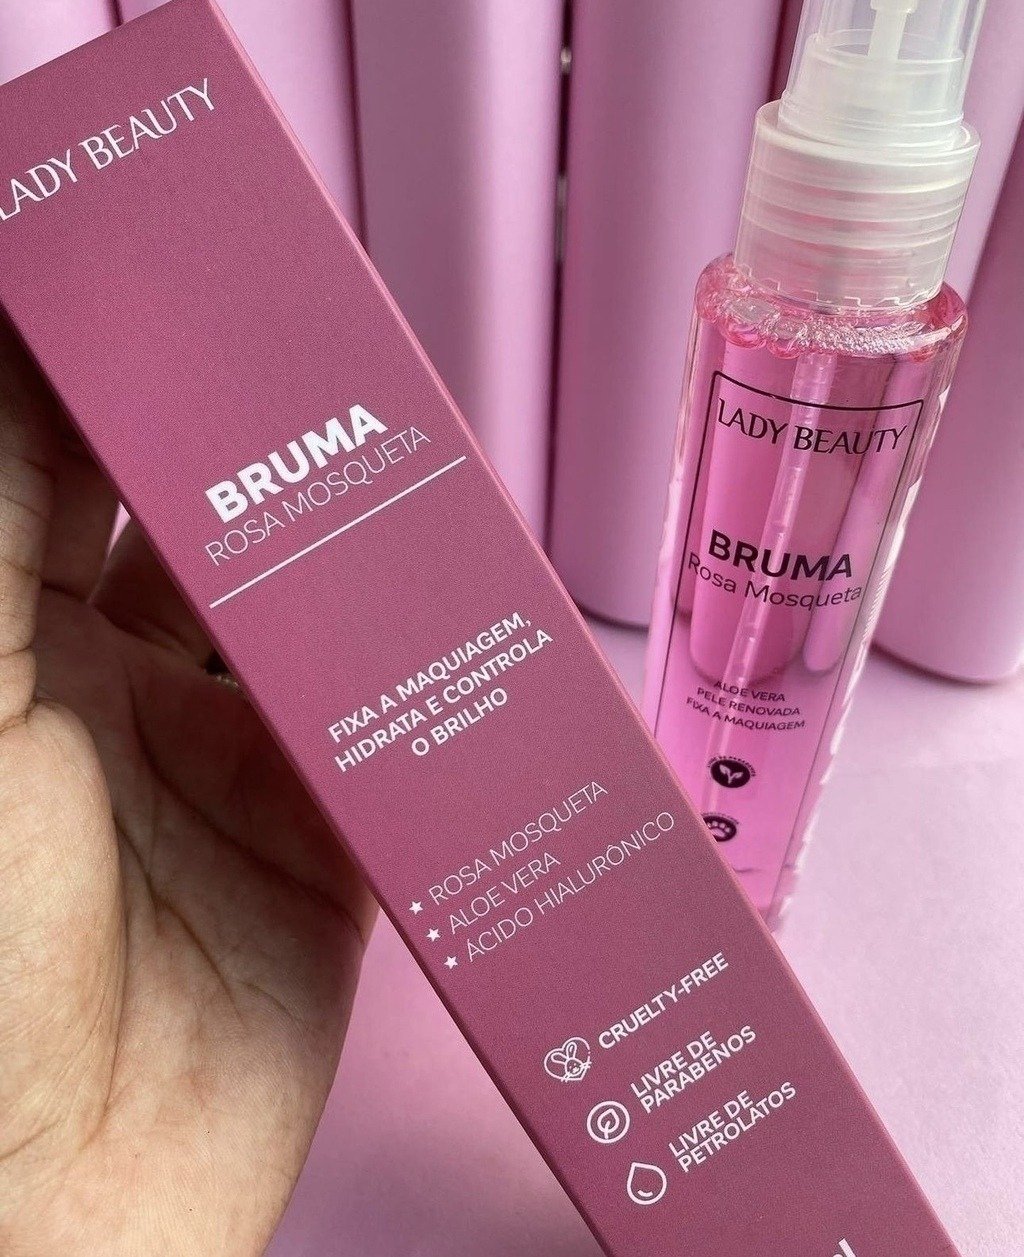 LADY BEAUTY
BRUMA
ROSA MOSQUETA
FIXA A MAQUIAGEM,
HIDRATA E CONTROLA
O BRILHO
ROSA MOSQUETA
ALOE VERA
ÁCIDO HIALURÔNICO
CRUELTY-FREE
LIVRE DE
PARABENOS
LIVRE DE
PETROLATOS
LADY BEAUTY
BRUMA
Rosa Mosqueta
ALOE VERA
PELE RENOVADA
FIXA A MAQUIAGEM